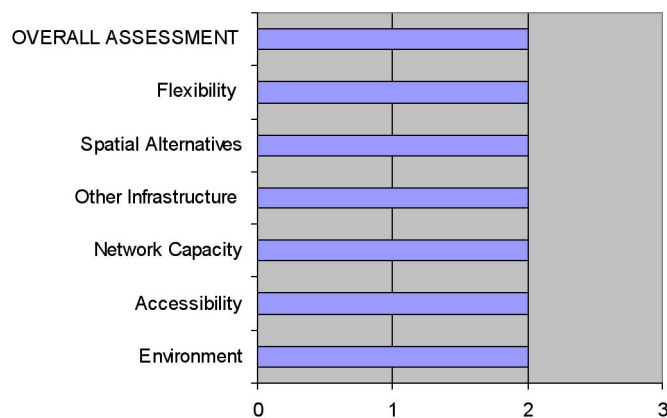 OVERALL ASSESSMENT
Flexibility
Spatial Alternatives
Other Infrastructure
Network Capacity
Accessibility
Environment
0 1 2 3